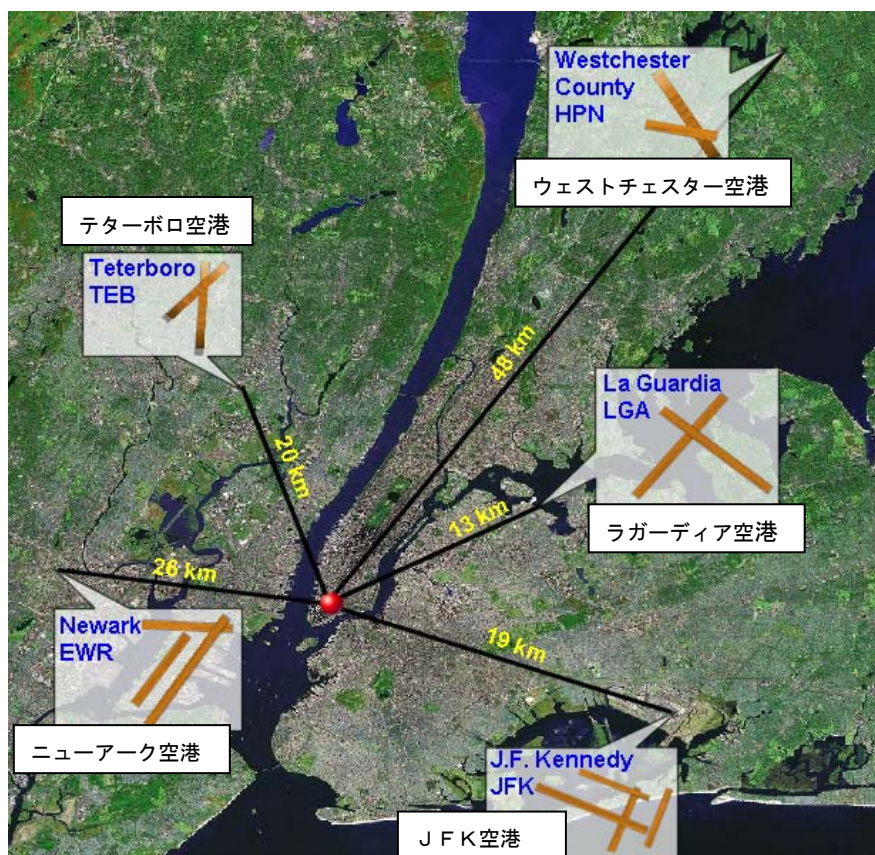 Westchester
County
HPN
ウェストチェスター空港
テターボロ空港
Teterboro
TEB
48 km
La Guardia
LGA
20 km
13 km
ラガーディア空港
26 km
Newark
EWR
19 km
ニューアーク空港
J.F. Kennedy
JFK
ＪＦＫ空港